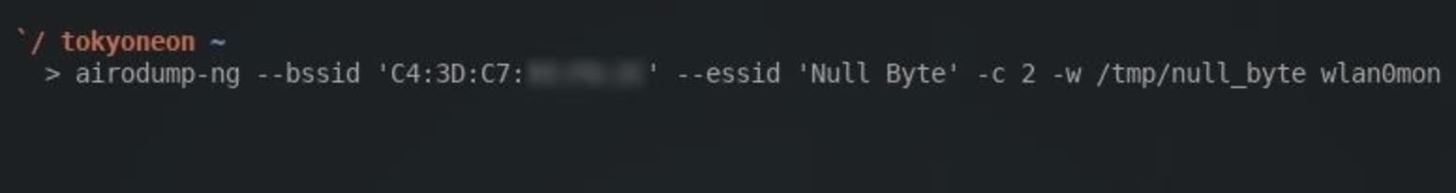 `/ tokyoneon ~
> airodump-ng --bssid 'C4:3D:C7: ' --essid 'Null Byte' -c 2 -w /tmp/null_byte wlan0mon